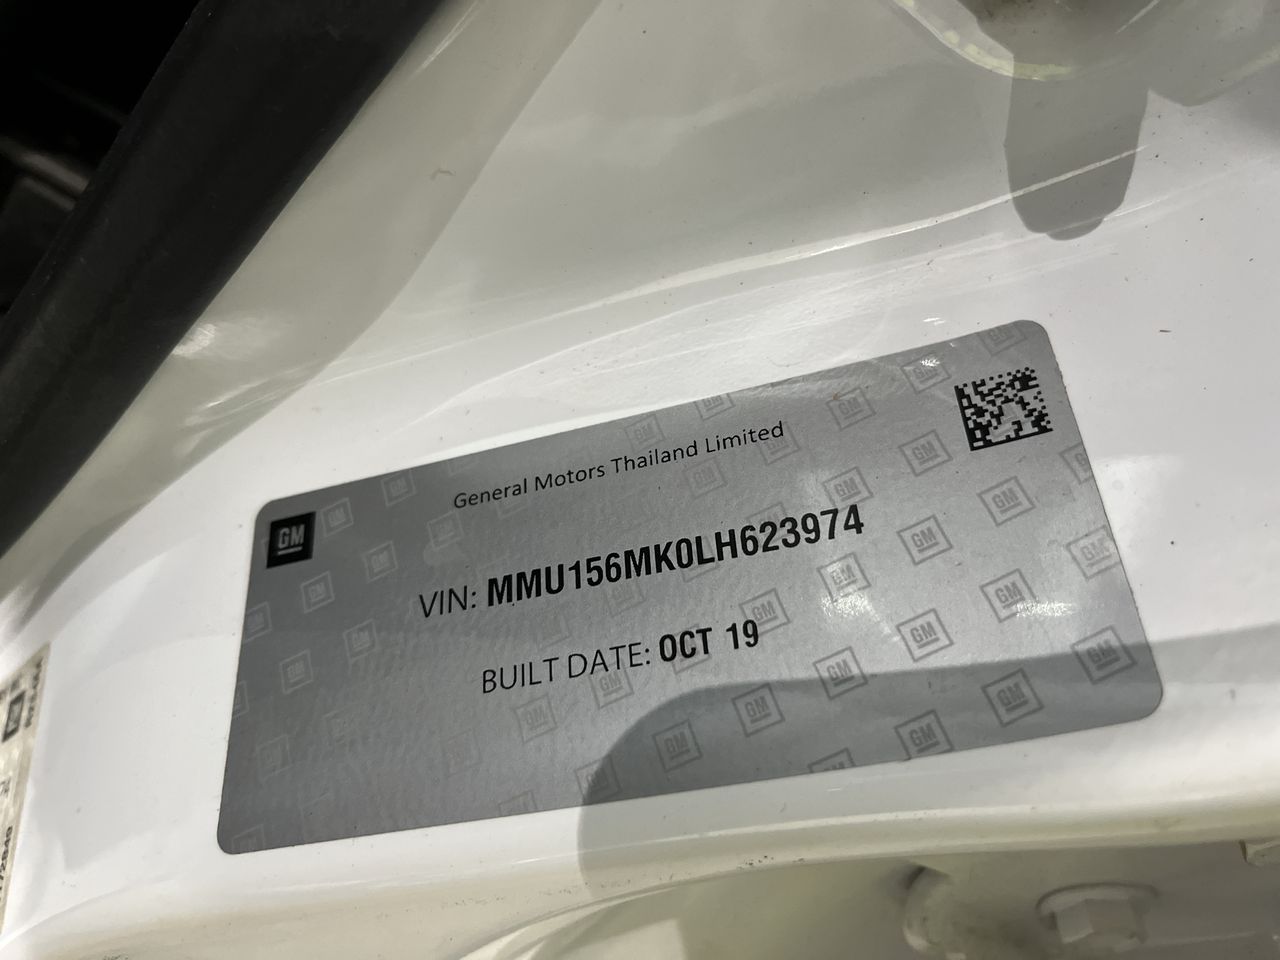 General Motors Thailand Limited
GM
VIN: MMU156MK0LH623974
BUILT DATE: OCT 19